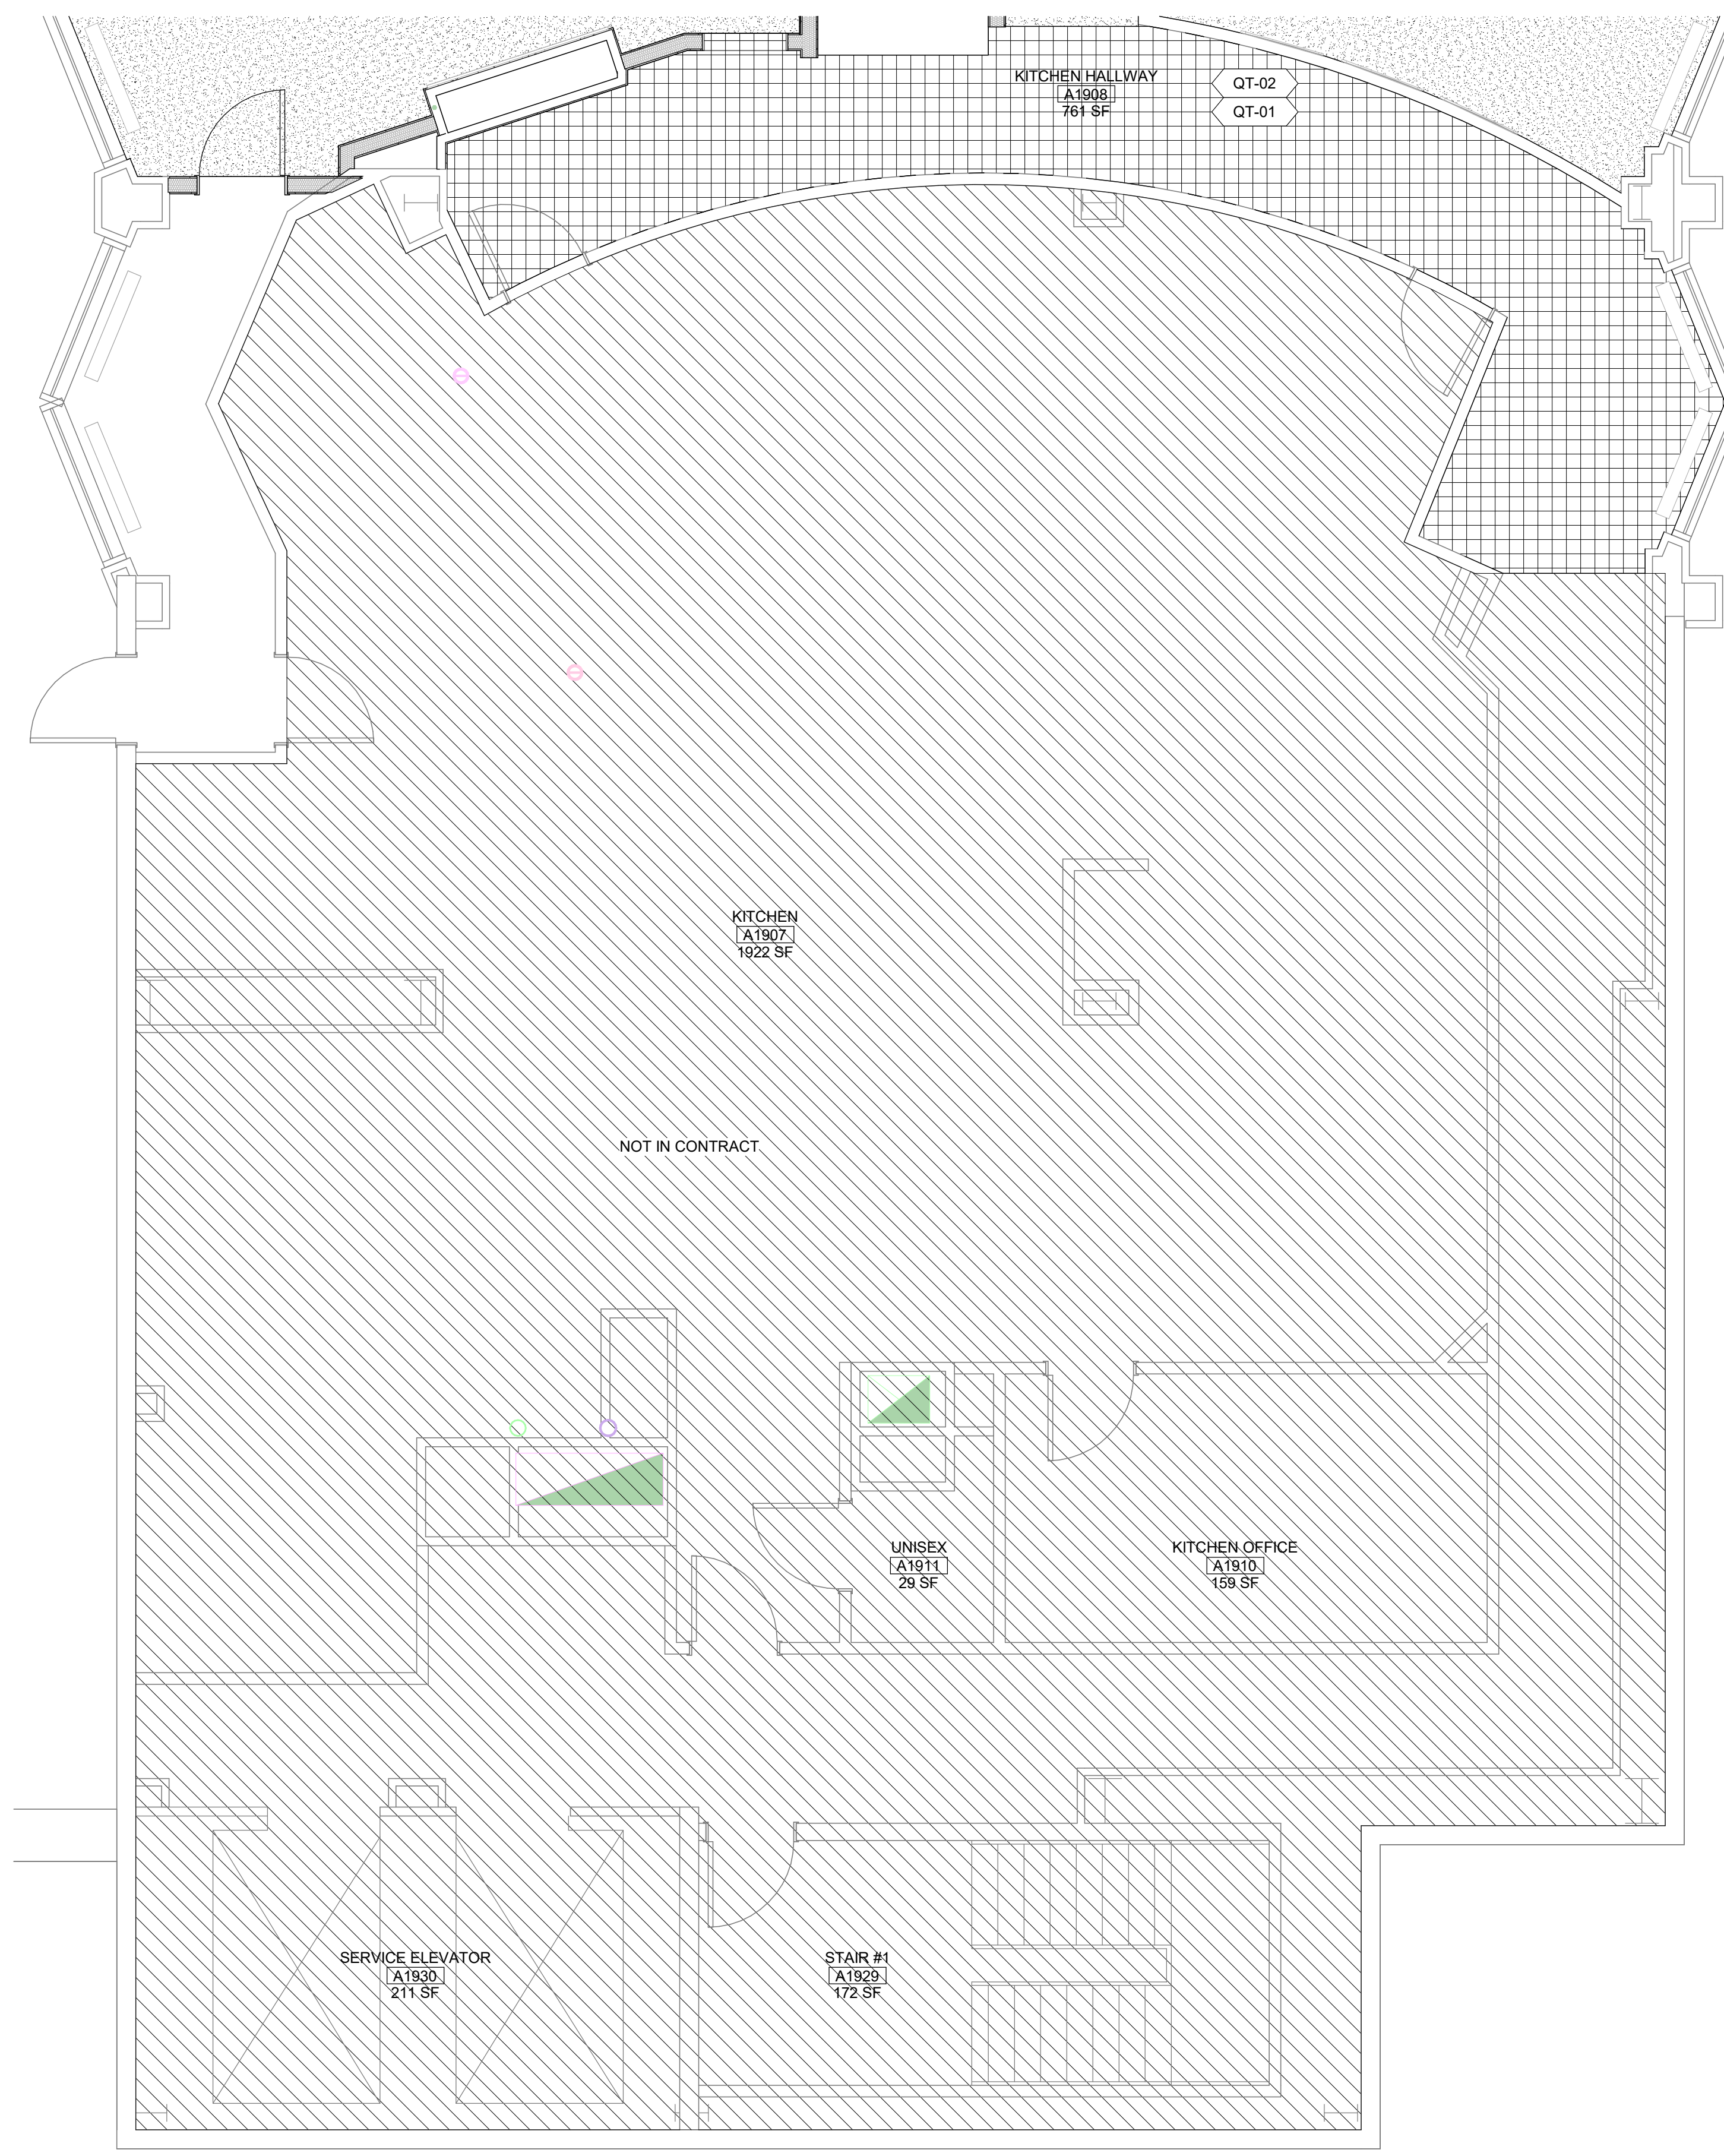 KITCHEN HALLWAY
A1908
761 SF
QT-02
QT-01
KITCHEN
A1907
1922 SF
NOT IN CONTRACT
UNISEX
A1911
29 SF
KITCHEN OFFICE
A1910
159 SF
SERVICE ELEVATOR
A1930
211 SF
STAIR #1
A1929
172 SF